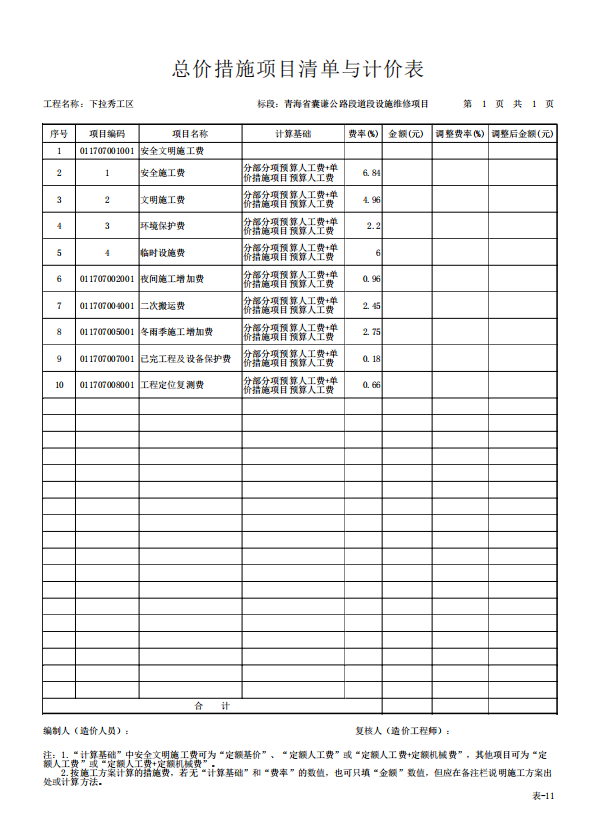 总价措施项目清单与计价表
工程名称：下拉秀工区 标段：青海省囊谦公路段道段设施维修项目 第 1 页 共 1 页
序号 项目编码 项目名称 计算基础 费率(%) 金额(元) 调整费率(%) 调整后金额(元)
1 011707001001 安全文明施工费
2 1 安全施工费 分部分项预算人工费+单
价措施项目预算人工费 6.84
3 2 文明施工费 分部分项预算人工费+单
价措施项目预算人工费 4.96
4 3 环境保护费 分部分项预算人工费+单
价措施项目预算人工费 2.2
5 4 临时设施费 分部分项预算人工费+单
价措施项目预算人工费 6
6 011707002001 夜间施工增加费 分部分项预算人工费+单
价措施项目预算人工费 0.96
7 011707004001 二次搬运费 分部分项预算人工费+单
价措施项目预算人工费 2.45
8 011707005001 冬雨季施工增加费 分部分项预算人工费+单
价措施项目预算人工费 2.75
9 011707007001 已完工程及设备保护费 分部分项预算人工费+单
价措施项目预算人工费 0.18
10 011707008001 工程定位复测费 分部分项预算人工费+单
价措施项目预算人工费 0.66
合 计
编制人（造价人员）： 复核人（造价工程师）：
注：1.“计算基础”中安全文明施工费可为“定额基价”、“定额人工费”或“定额人工费+定额机械费”，其他项目可为“定
额人工费”或“定额人工费+定额机械费”。
2.按施工方案计算的措施费，若无“计算基础”和“费率”的数值，也可只填“金额”数值，但应在备注栏说明施工方案出
处或计算方法。
表-11